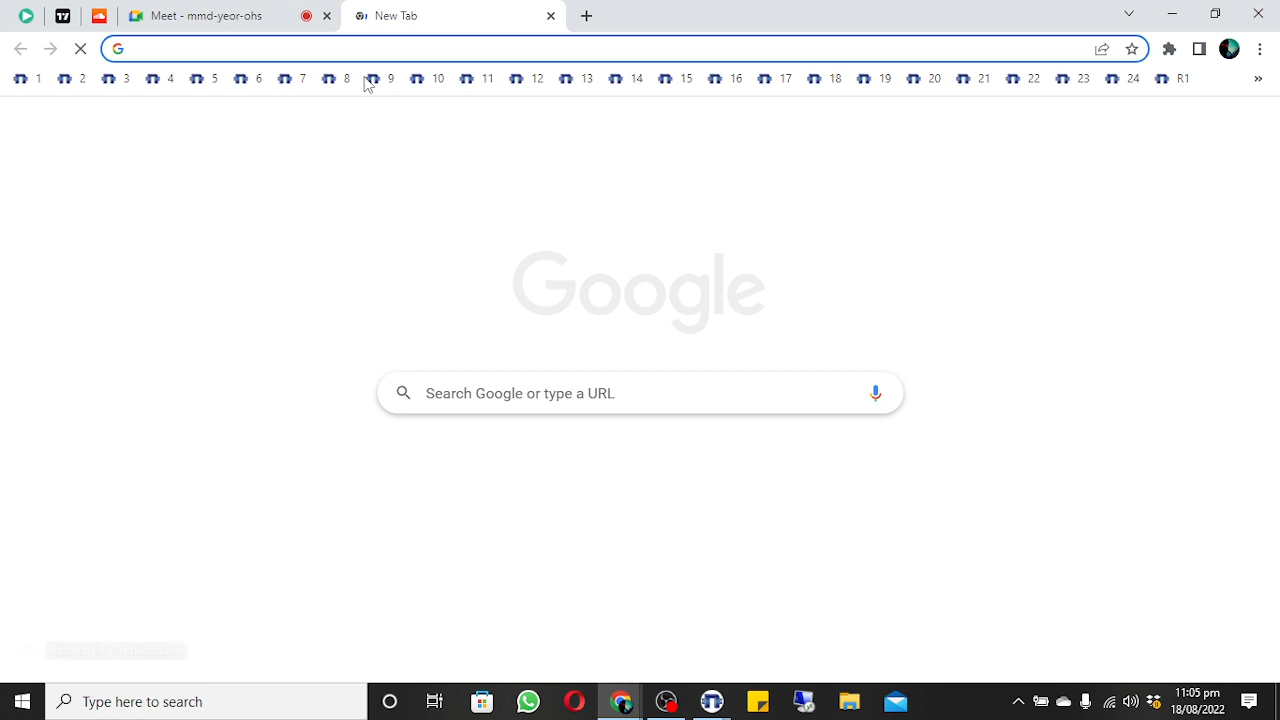 Meet - mmd-yeor-ohs
New Tab
1 2 3 4 5 6 7 8 9 10 11 12 13 14 15 16 17 18 19 20 21 22 23 24 R1 »
Google
Search Google or type a URL
Type here to search
11:05 pm
18/08/2022